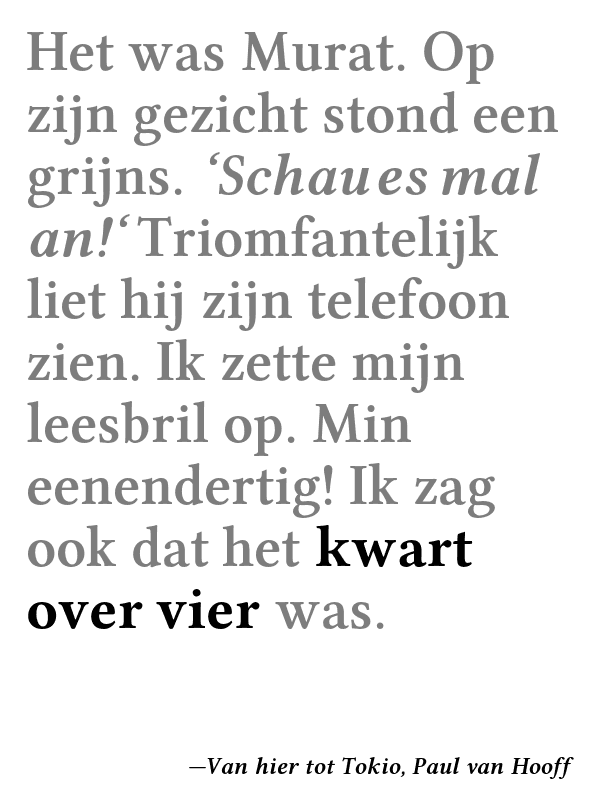 Het was Murat. Op
zijn gezicht stond een
grijns. ‘Schau es mal
an!‘ Triomfantelijk
liet hij zijn telefoon
zien. Ik zette mijn
leesbril op. Min
eenendertig! Ik zag
ook dat het kwart
over vier was.
—Van hier tot Tokio, Paul van Hooff